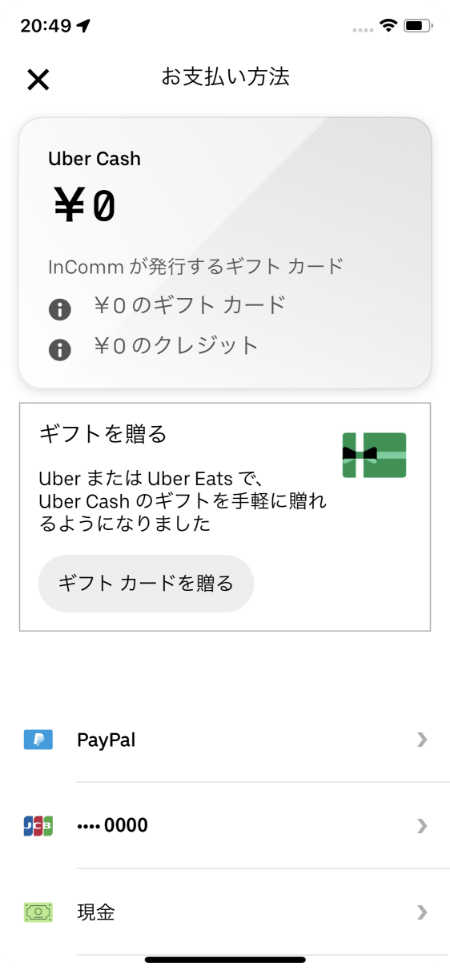 20:49
お支払い方法
Uber Cash
¥0
InComm が発行するギフト カード
¥0 のギフト カード
¥0 のクレジット
ギフトを贈る
Uber または Uber Eats で、
Uber Cash のギフトを手軽に贈れ
るようになりました
ギフト カードを贈る
PayPal
JCB •••• 0000
現金